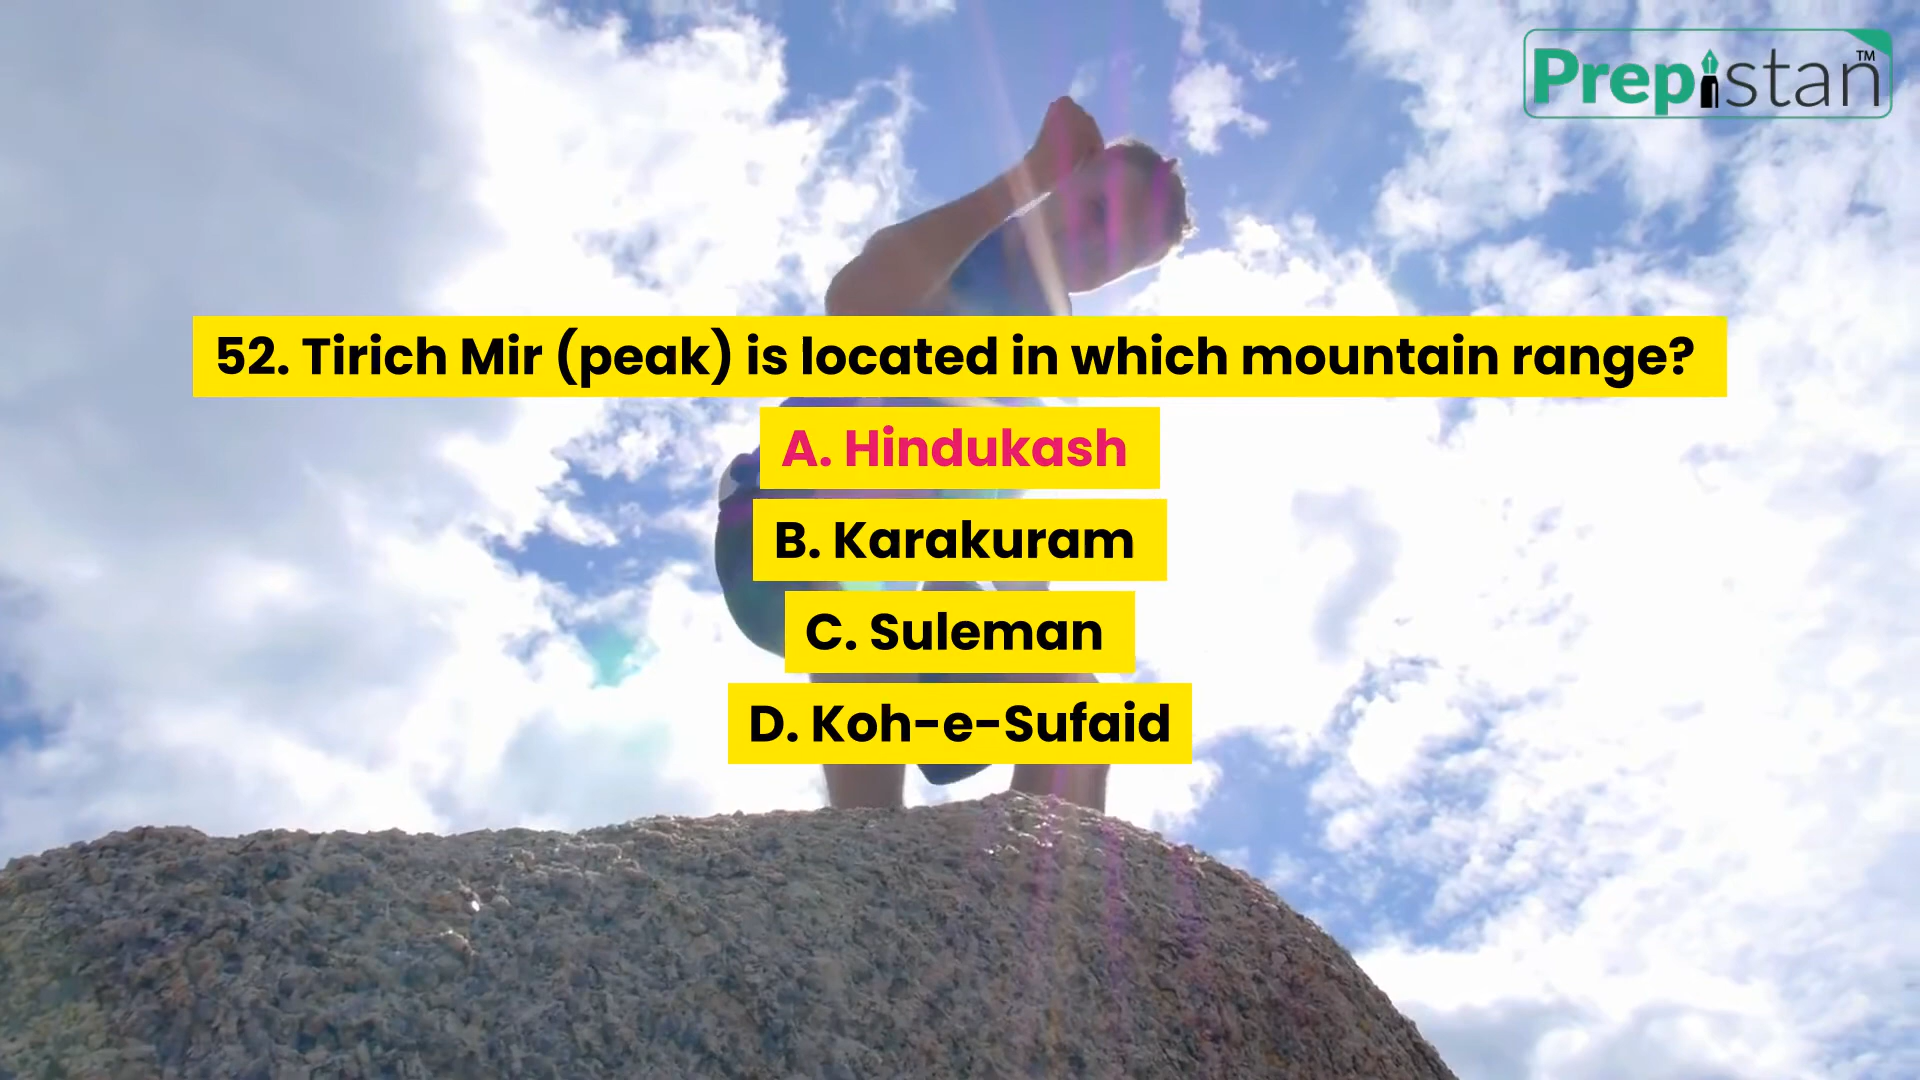 Prepistan™
52. Tirich Mir (peak) is located in which mountain range?
A. Hindukash
B. Karakuram
C. Suleman
D. Koh-e-Sufaid